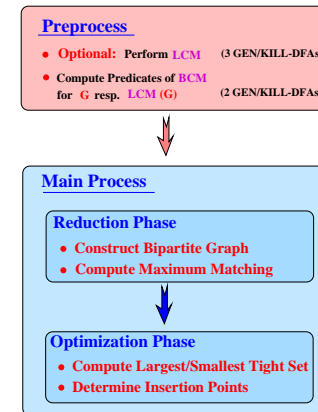 Preprocess
• Optional: Perform LCM (3 GEN/KILL-DFAs
• Compute Predicates of BCM
for G resp. LCM (G) (2 GEN/KILL-DFAs
Main Process
Reduction Phase
• Construct Bipartite Graph
• Compute Maximum Matching
Optimization Phase
• Compute Largest/Smallest Tight Set
• Determine Insertion Points